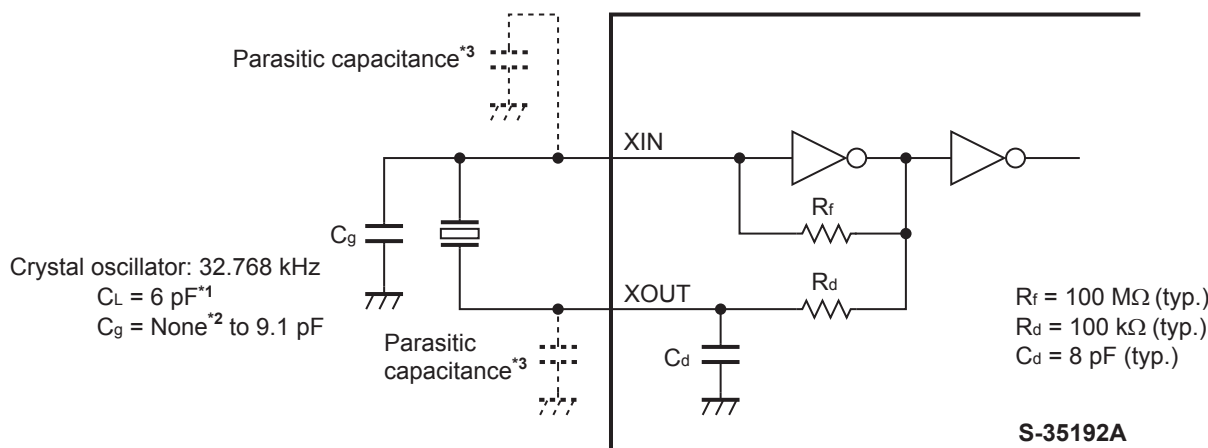 Parasitic capacitance*3
XIN
Cg
Rf
Crystal oscillator: 32.768 kHz
CL = 6 pF*1
Cg = None*2 to 9.1 pF
XOUT
Rd
Parasitic
capacitance*3
Cd
Rf = 100 MΩ (typ.)
Rd = 100 kΩ (typ.)
Cd = 8 pF (typ.)
S-35192A